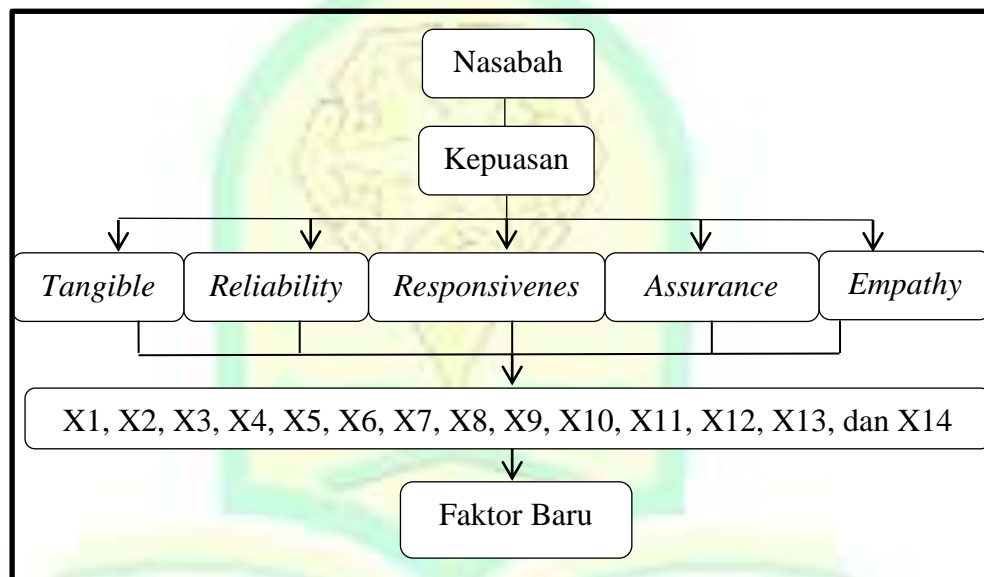 Nasabah
Kepuasan
Tangible
Reliability
Responsivenes
Assurance
Empathy
X1, X2, X3, X4, X5, X6, X7, X8, X9, X10, X11, X12, X13, dan X14
Faktor Baru